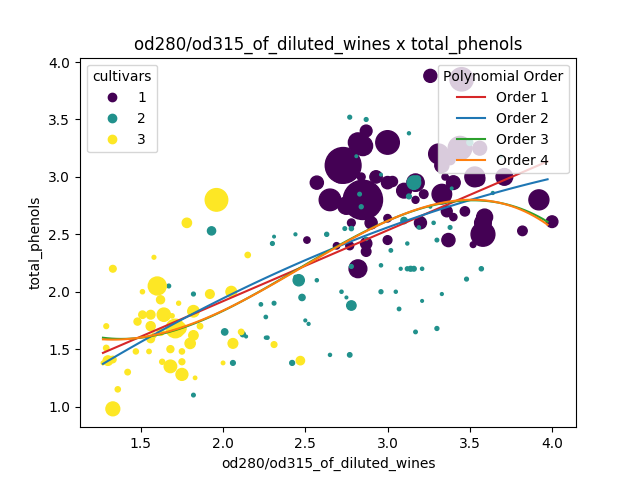 od280/od315_of_diluted_wines x total_phenols
cultivars
1
2
3
Polynomial Order
Order 1
Order 2
Order 3
Order 4
total_phenols
4.0
3.5
3.0
2.5
2.0
1.5
1.0
1.5
2.0
2.5
3.0
3.5
4.0
od280/od315_of_diluted_wines